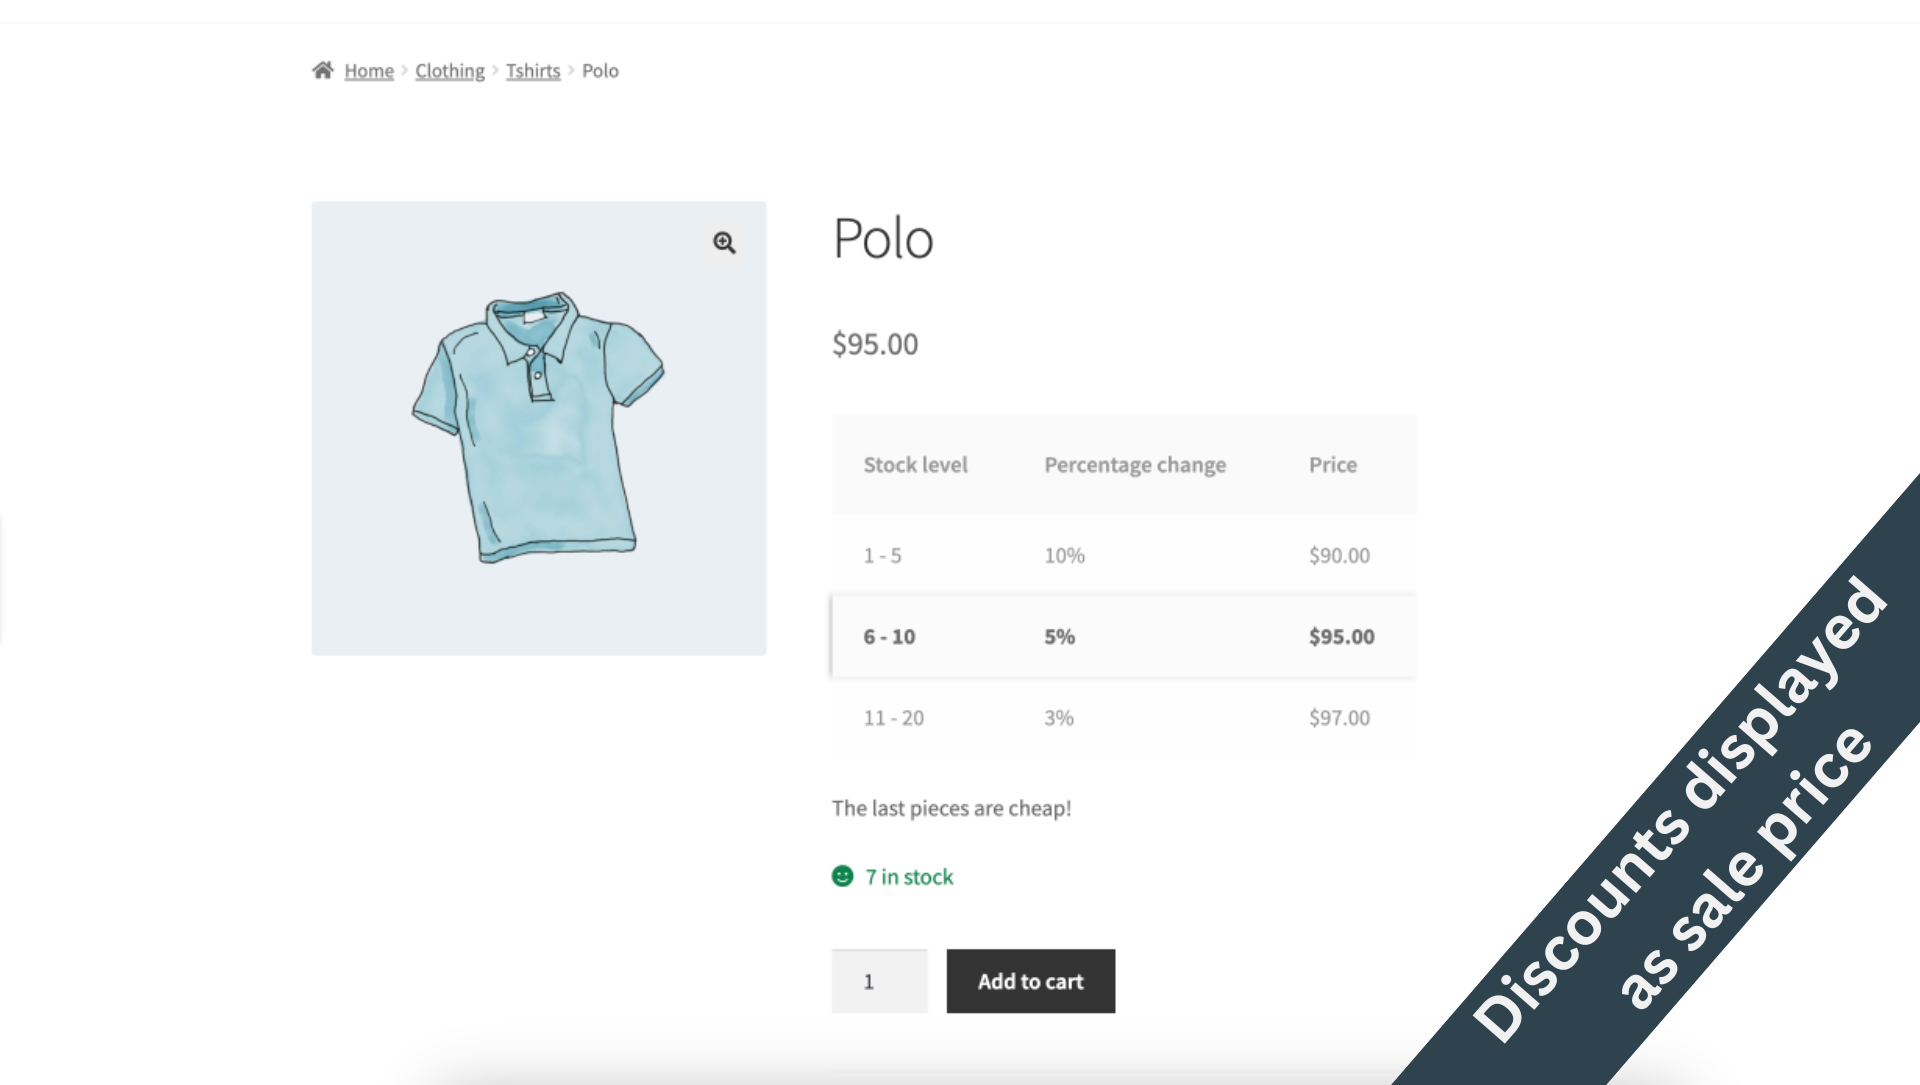 Home > Clothing > Tshirts > Polo
Polo
$95.00
Stock level Percentage change Price
1 - 5 10% $90.00
6 - 10 5% $95.00
11 - 20 3% $97.00
The last pieces are cheap!
7 in stock
1 Add to cart
Discounts displayed
as sale price